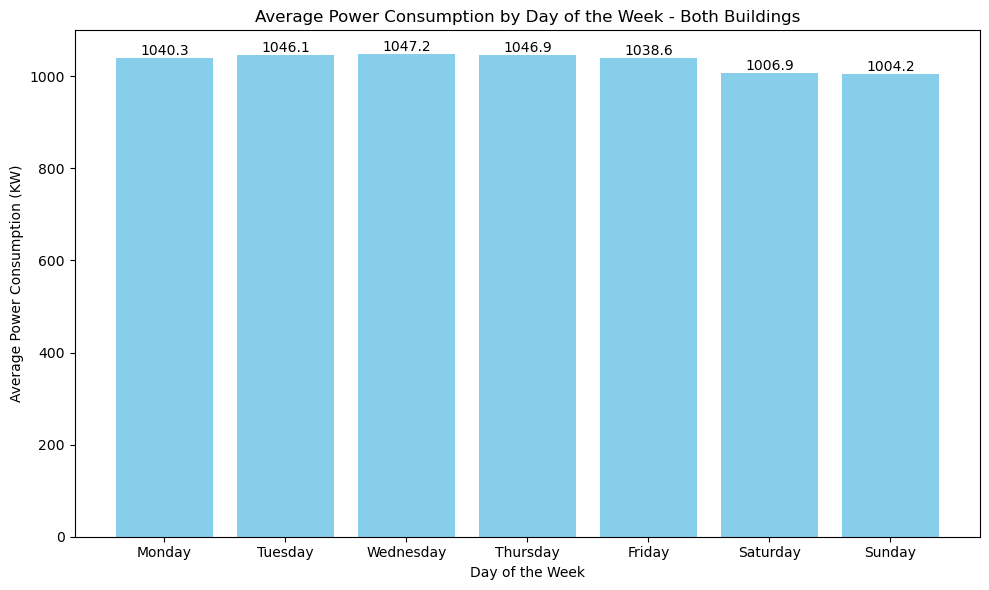 Average Power Consumption by Day of the Week - Both Buildings
1040.3 1046.1 1047.2 1046.9 1038.6 1006.9 1004.2
1000
800
600
400
200
0
Average Power Consumption (KW)
Monday Tuesday Wednesday Thursday Friday Saturday Sunday
Day of the Week